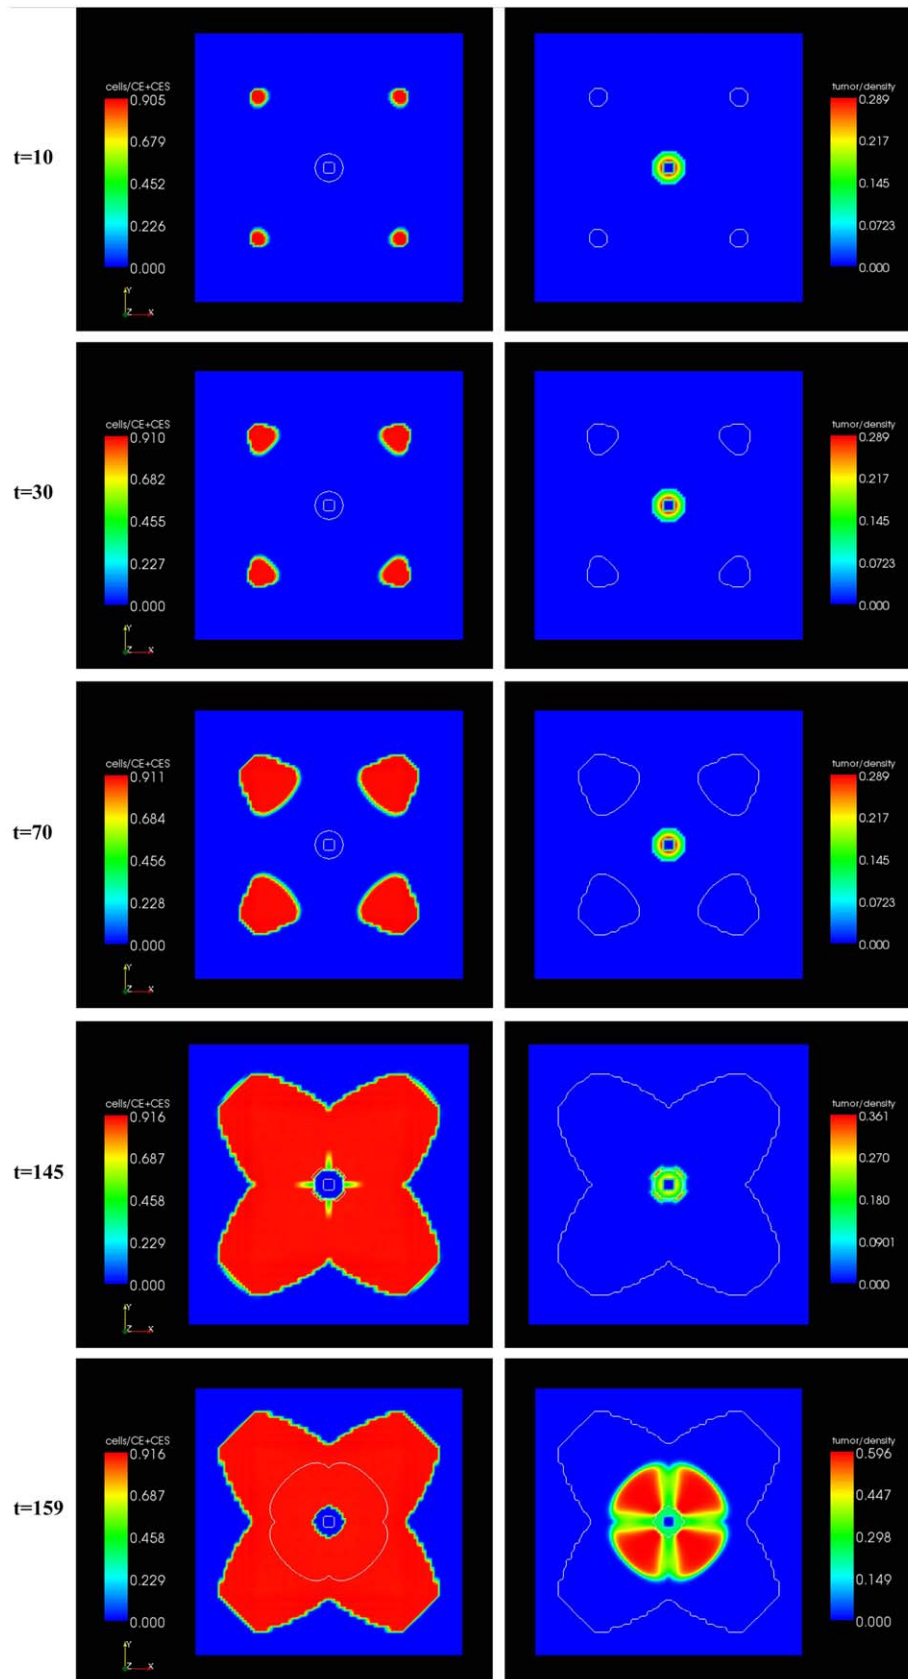 cells/CE+CES
0.905
0.679
0.452
0.226
0.000
Y
Z X
t=10
tumor/density
0.289
0.217
0.145
0.0723
0.000
cells/CE+CES
0.910
0.682
0.455
0.227
0.000
Y
Z X
t=30
tumor/density
0.289
0.217
0.145
0.0723
0.000
cells/CE+CES
0.911
0.684
0.456
0.228
0.000
Y
Z X
t=70
tumor/density
0.289
0.217
0.145
0.0723
0.000
cells/CE+CES
0.916
0.687
0.458
0.229
0.000
Y
Z X
t=145
tumor/density
0.361
0.270
0.180
0.0901
0.000
cells/CE+CES
0.916
0.687
0.458
0.229
0.000
Y
Z X
t=159
tumor/density
0.596
0.447
0.298
0.149
0.000